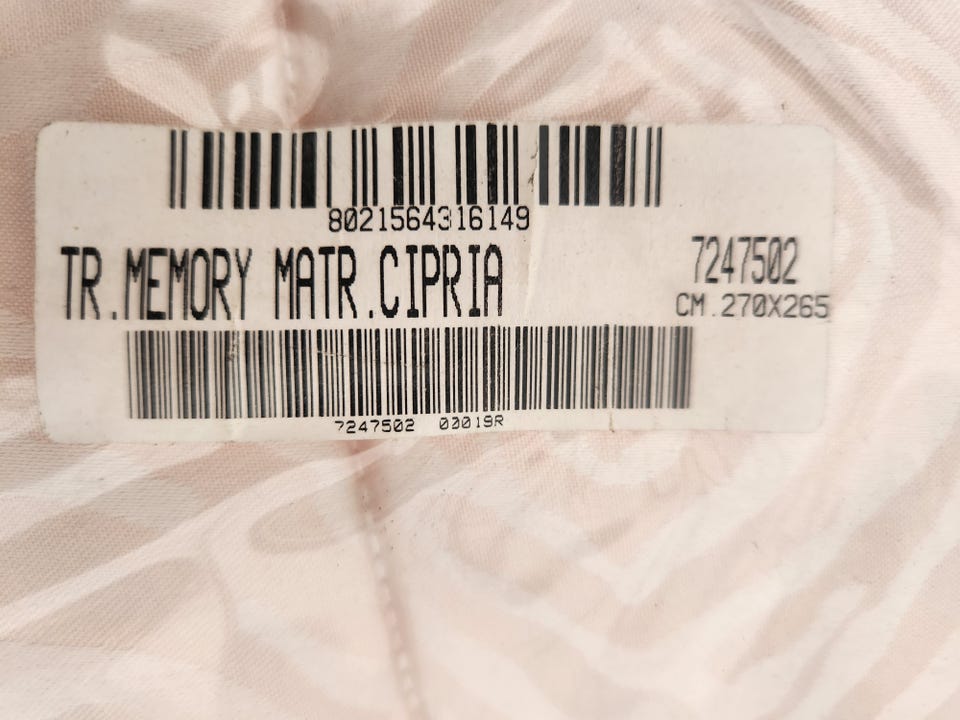 8021564316149
TR.MEMORY MATR.CIPRIA
7247502
CM.270X265
7247502 00019R